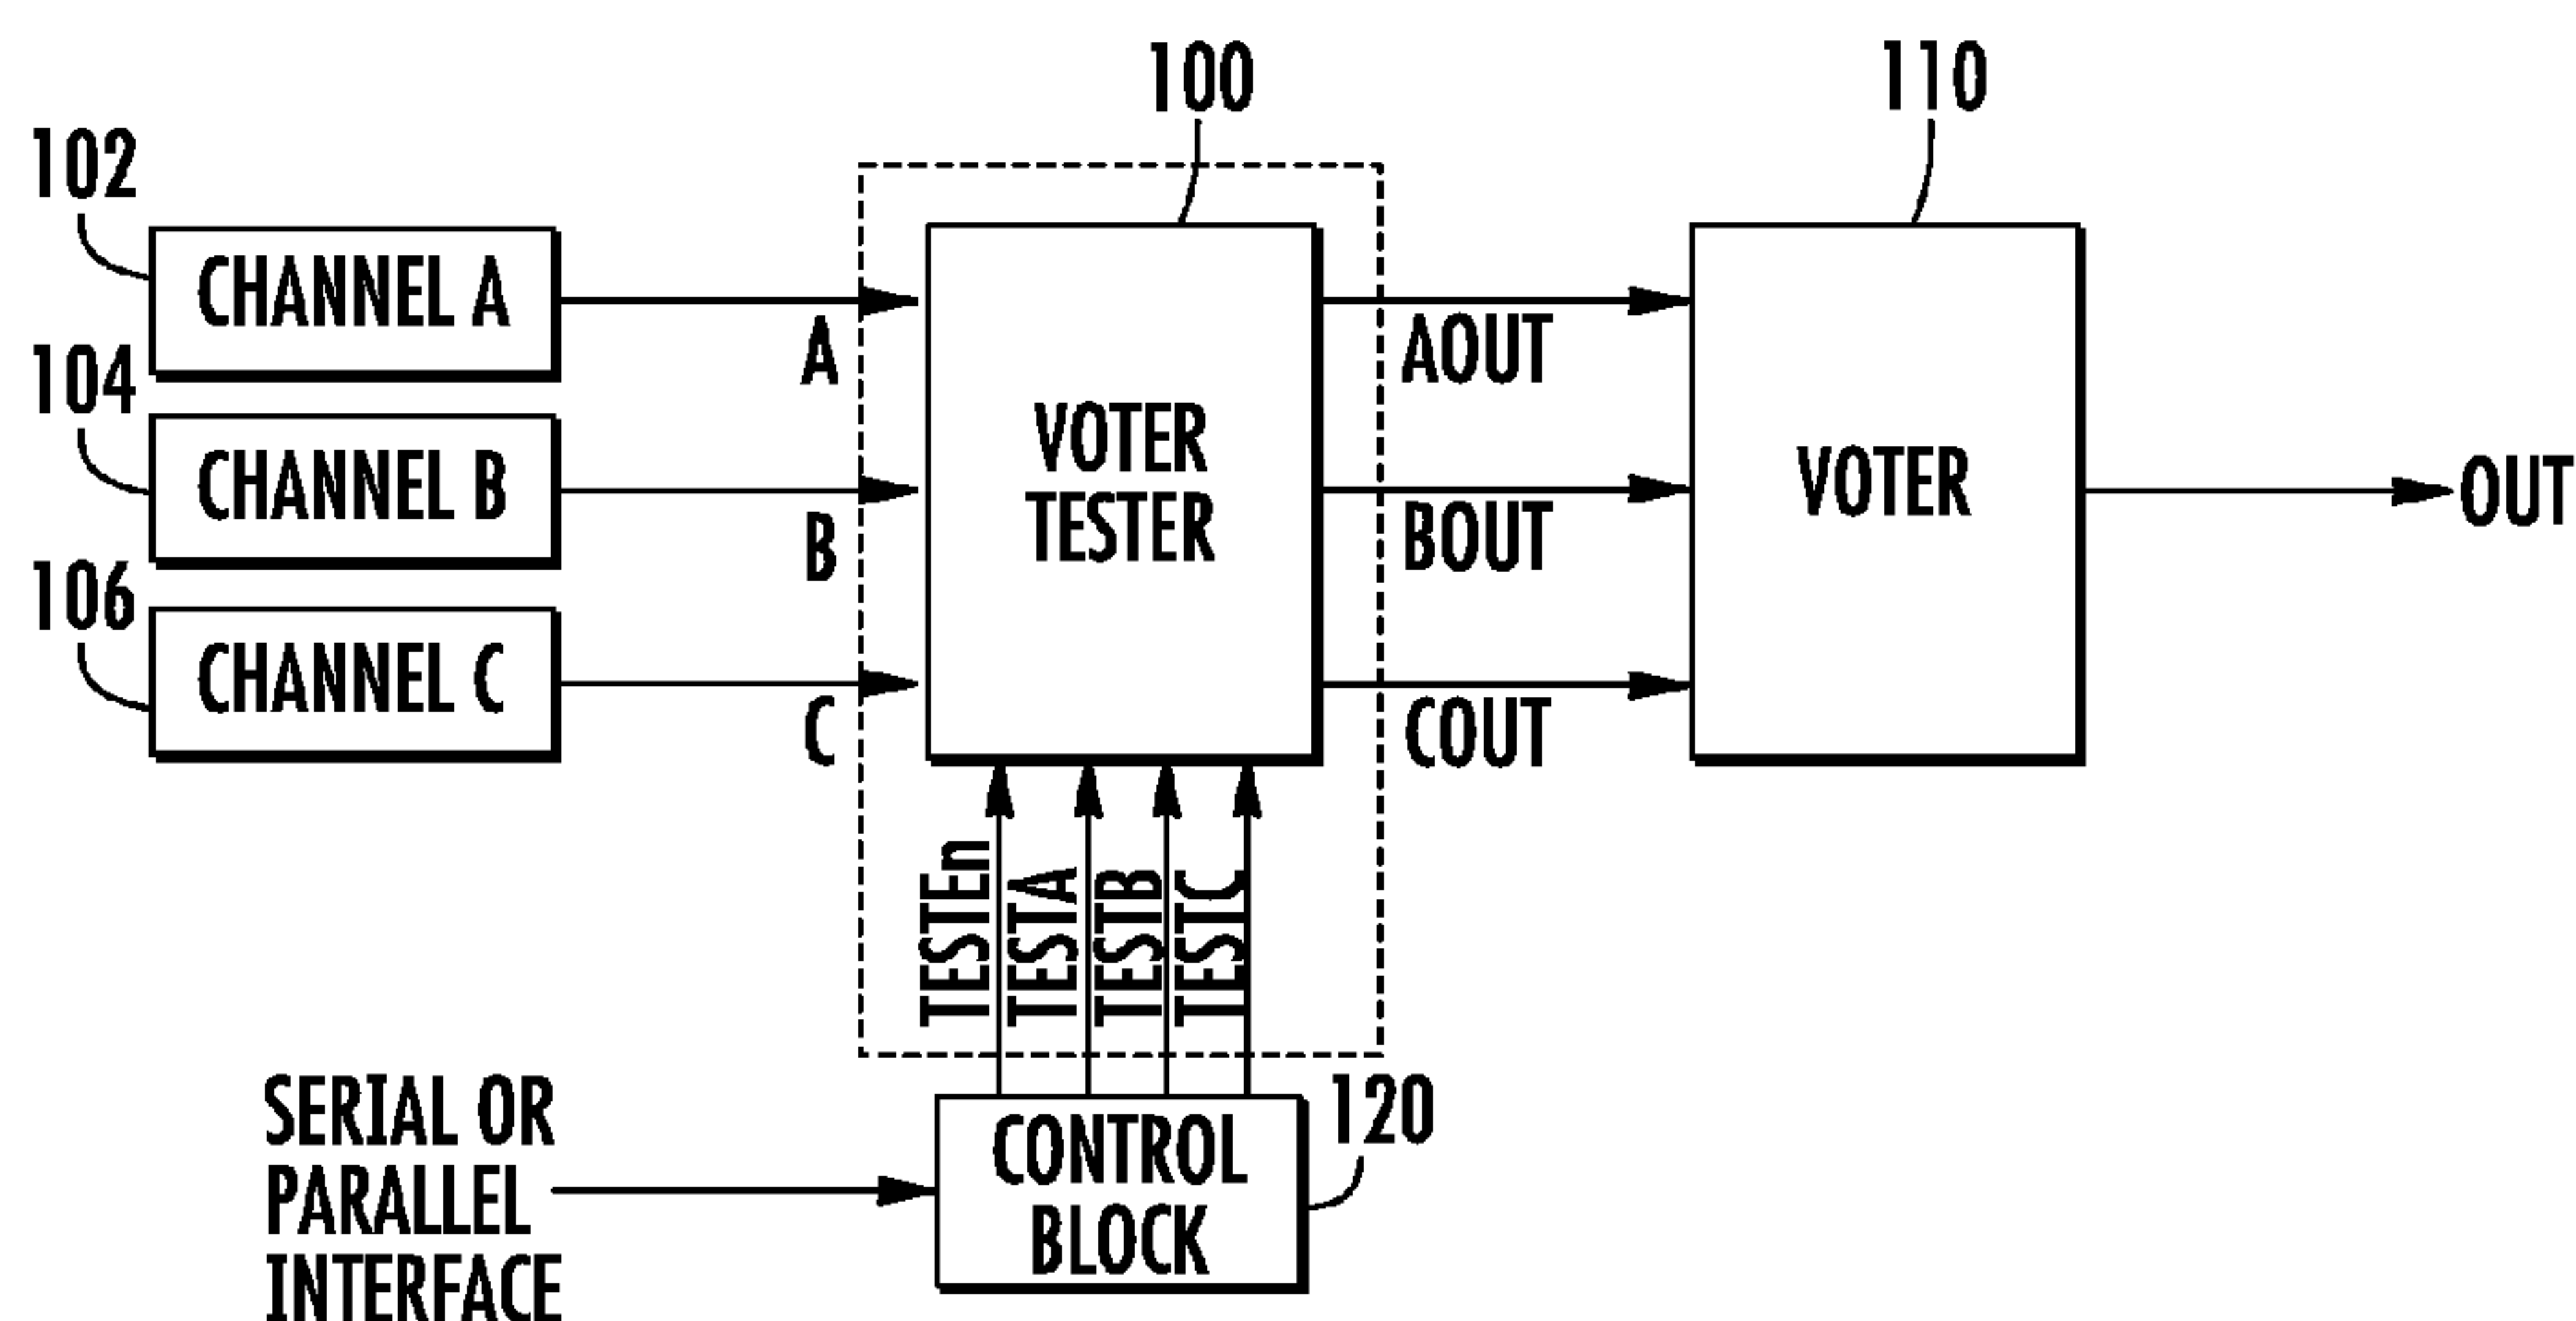 100
110
102
CHANNEL A
A
AOUT
104
CHANNEL B
B
VOTER
TESTER
BOUT
VOTER
OUT
106
CHANNEL C
C
COUT
TESTEn
TESTA
TESTB
TESTC
SERIAL OR
PARALLEL
INTERFACE
CONTROL
BLOCK
120